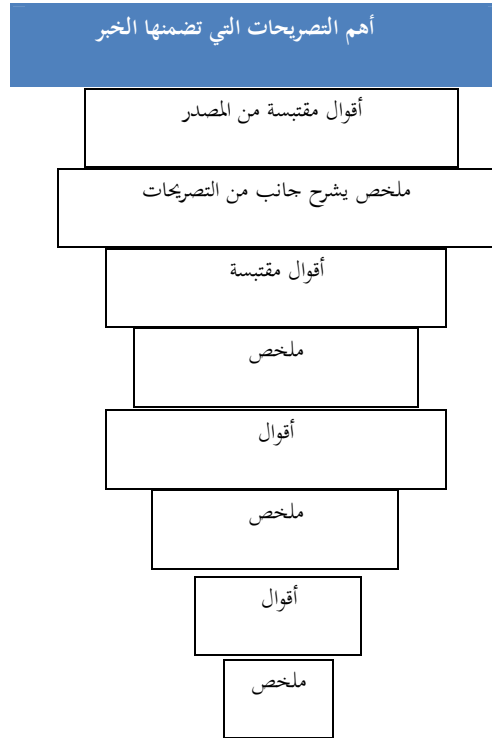 أهم التصريحات التي تضمنها الخبر
أقوال مقتبسة من المصدر
ملخص يشرح جانب من التصريحات
أقوال مقتبسة
ملخص
أقوال
ملخص
أقوال
ملخص